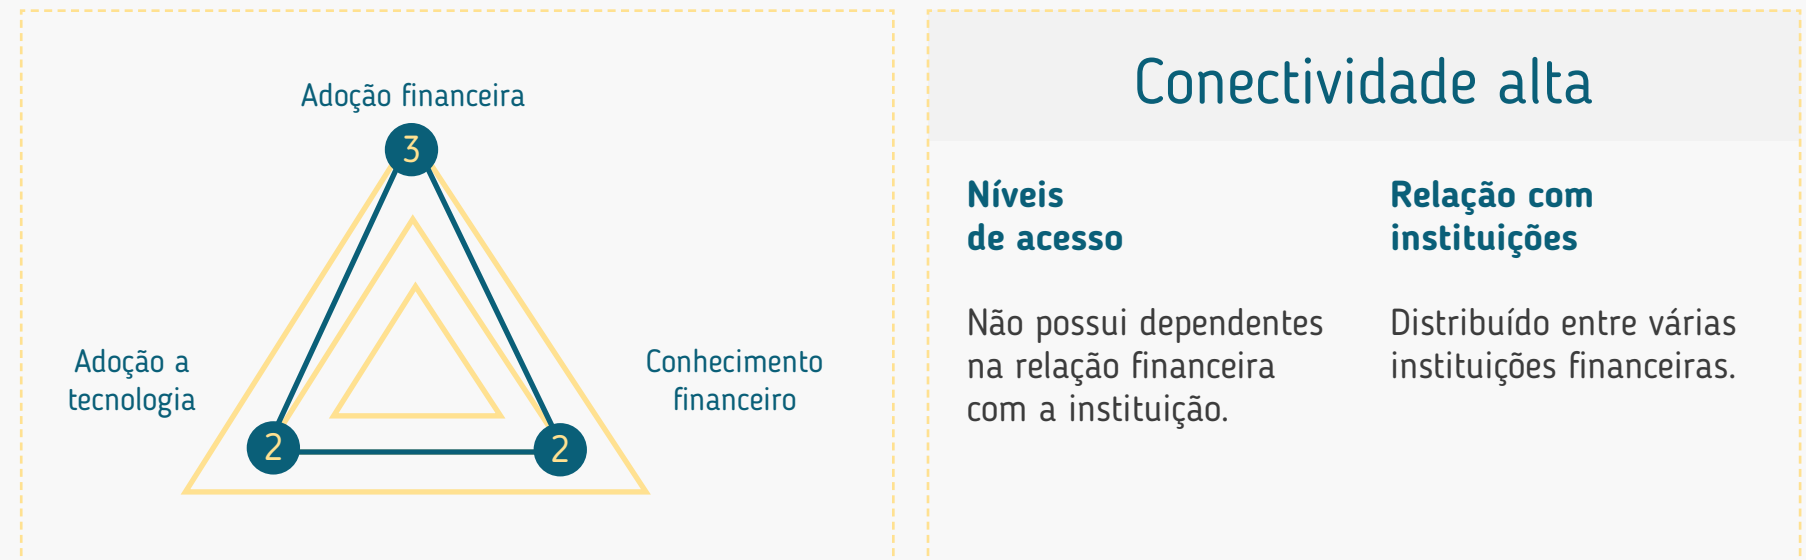 Adoção financeira
3
Adoção a
tecnologia
Conhecimento
financeiro
2
2
Conectividade alta
Níveis
de acesso
Não possui dependentes
na relação financeira
com a instituição.
Relação com
instituições
Distribuído entre várias
instituições financeiras.